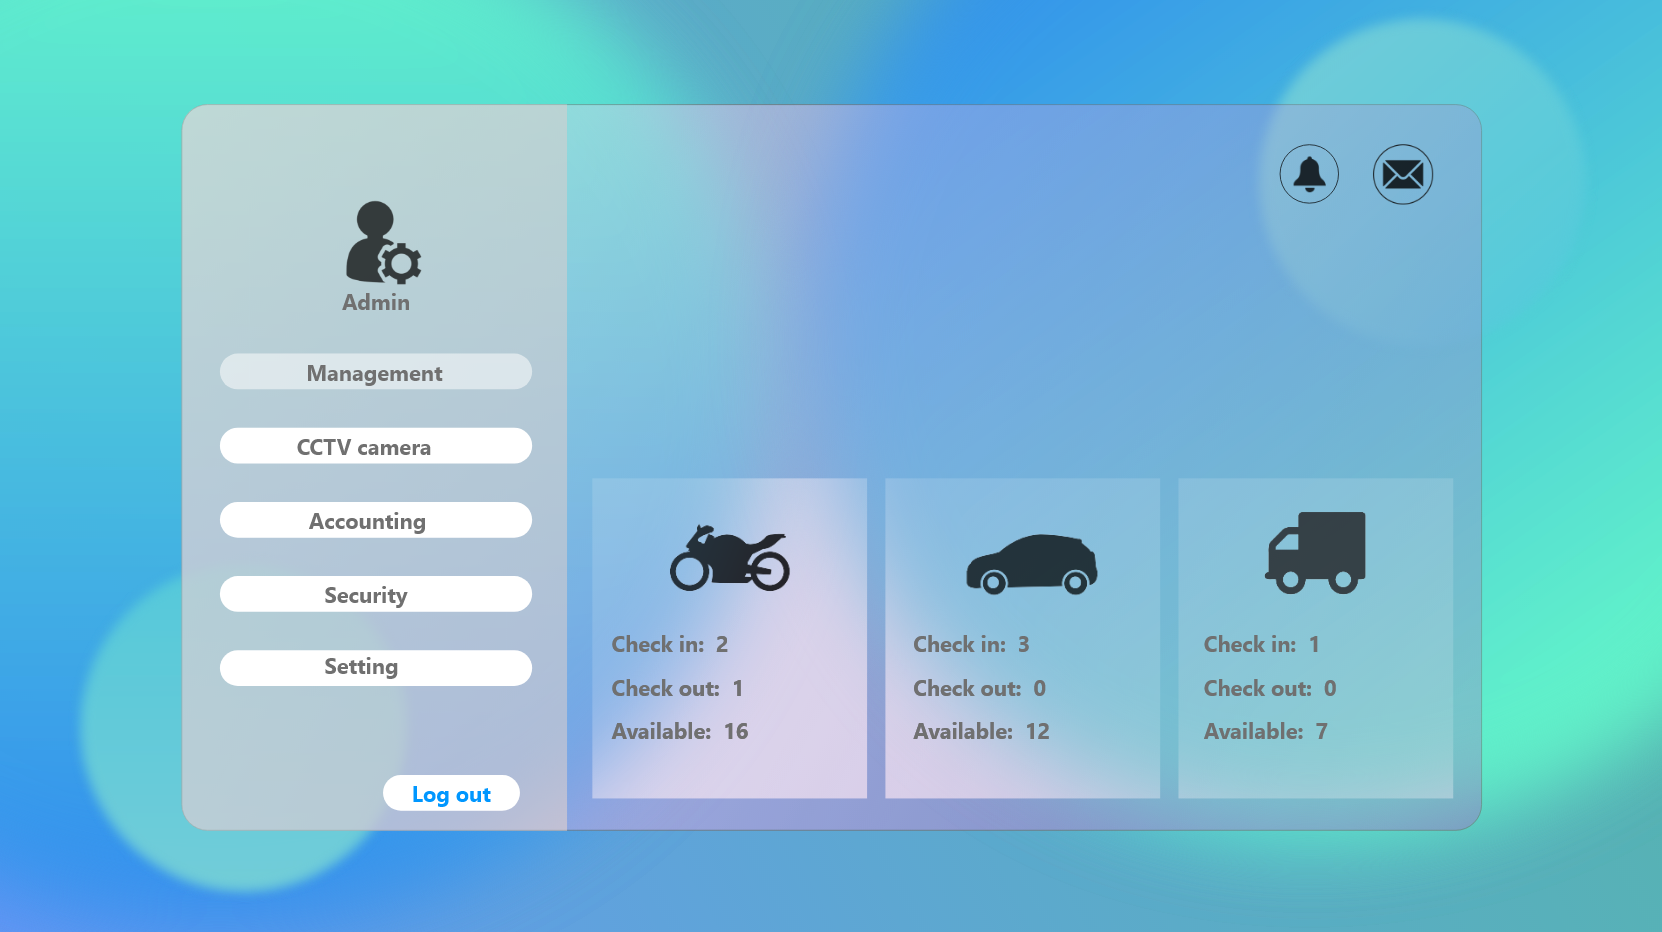 Admin
Management
CCTV camera
Accounting
Security
Setting
Log out
Check in: 2
Check out: 1
Available: 16
Check in: 3
Check out: 0
Available: 12
Check in: 1
Check out: 0
Available: 7